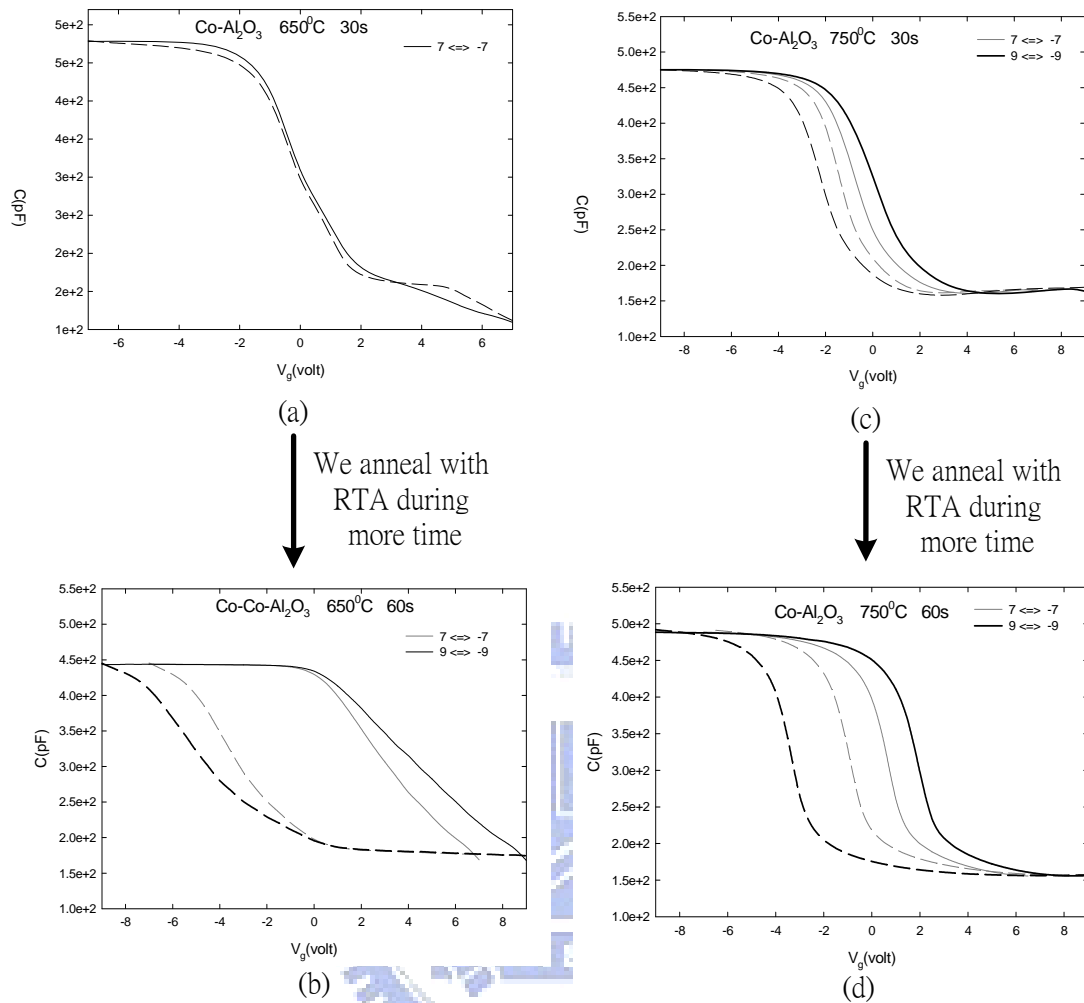 Co-Al₂O₃ 650⁰C 30s
7 <=> -7
5e+2
5e+2
4e+2
3e+2
3e+2
2e+2
2e+2
1e+2
C(pF)
-6 -4 -2 0 2 4 6
V_g(volt)
(a)
We anneal with
RTA during
more time
Co-Co-Al₂O₃ 650⁰C 60s
7 <=> -7
9 <=> -9
5.5e+2
5.0e+2
4.5e+2
4.0e+2
3.5e+2
3.0e+2
2.5e+2
2.0e+2
1.5e+2
1.0e+2
C(pF)
-8 -6 -4 -2 0 2 4 6 8
V_g(volt)
(b)
Co-Al₂O₃ 750⁰C 30s
7 <=> -7
9 <=> -9
5.5e+2
5.0e+2
4.5e+2
4.0e+2
3.5e+2
3.0e+2
2.5e+2
2.0e+2
1.5e+2
1.0e+2
C(pF)
-8 -6 -4 -2 0 2 4 6 8
V_g(volt)
(c)
We anneal with
RTA during
more time
Co-Al₂O₃ 750⁰C 60s
7 <=> -7
9 <=> -9
5.5e+2
5.0e+2
4.5e+2
4.0e+2
3.5e+2
3.0e+2
2.5e+2
2.0e+2
1.5e+2
1.0e+2
C(pF)
-8 -6 -4 -2 0 2 4 6 8
V_g(volt)
(d)